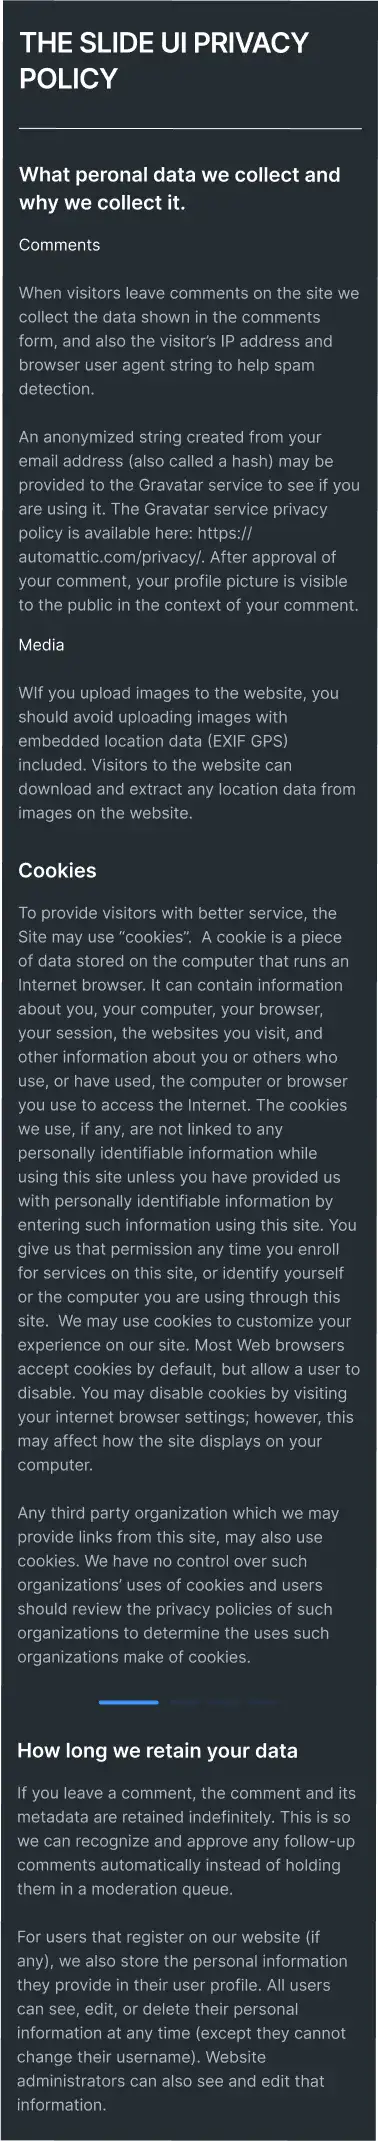 THE SLIDE UI PRIVACY
POLICY
What peronal data we collect and
why we collect it.
Comments
When visitors leave comments on the site we
collect the data shown in the comments
form, and also the visitor’s IP address and
browser user agent string to help spam
detection.
An anonymized string created from your
email address (also called a hash) may be
provided to the Gravatar service to see if you
are using it. The Gravatar service privacy
policy is available here: https://
automattic.com/privacy/. After approval of
your comment, your profile picture is visible
to the public in the context of your comment.
Media
WIf you upload images to the website, you
should avoid uploading images with
embedded location data (EXIF GPS)
included. Visitors to the website can
download and extract any location data from
images on the website.
Cookies
To provide visitors with better service, the
Site may use “cookies”.  A cookie is a piece
of data stored on the computer that runs an
Internet browser. It can contain information
about you, your computer, your browser,
your session, the websites you visit, and
other information about you or others who
use, or have used, the computer or browser
you use to access the Internet. The cookies
we use, if any, are not linked to any
personally identifiable information while
using this site unless you have provided us
with personally identifiable information by
entering such information using this site. You
give us that permission any time you enroll
for services on this site, or identify yourself
or the computer you are using through this
site.  We may use cookies to customize your
experience on our site. Most Web browsers
accept cookies by default, but allow a user to
disable. You may disable cookies by visiting
your internet browser settings; however, this
may affect how the site displays on your
computer.
Any third party organization which we may
provide links from this site, may also use
cookies. We have no control over such
organizations’ uses of cookies and users
should review the privacy policies of such
organizations to determine the uses such
organizations make of cookies.
How long we retain your data
If you leave a comment, the comment and its
metadata are retained indefinitely. This is so
we can recognize and approve any follow-up
comments automatically instead of holding
them in a moderation queue.
For users that register on our website (if
any), we also store the personal information
they provide in their user profile. All users
can see, edit, or delete their personal
information at any time (except they cannot
change their username). Website
administrators can also see and edit that
information.